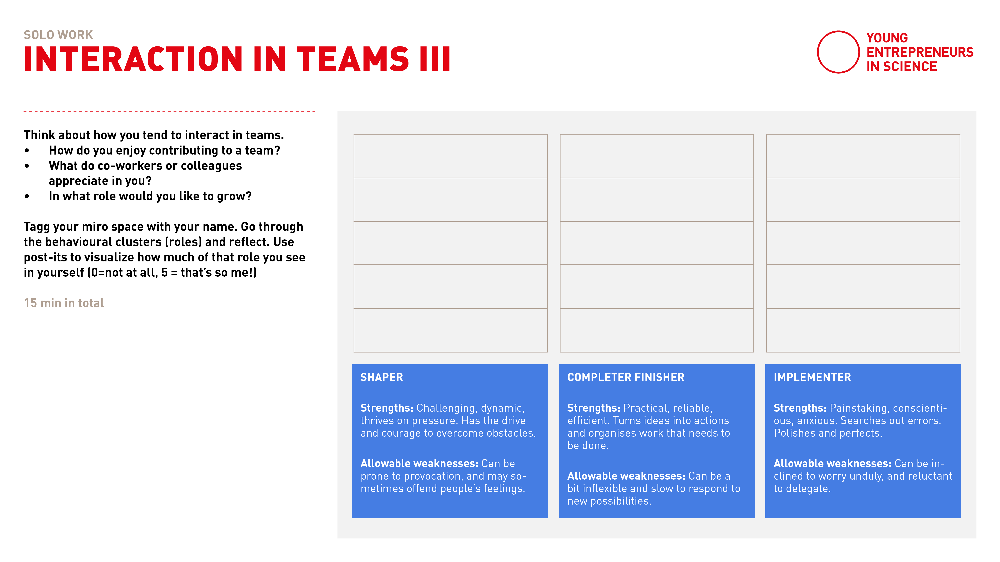 SOLO WORK
INTERACTION IN TEAMS III
YOUNG
ENTREPRENEURS
IN SCIENCE
Think about how you tend to interact in teams.
• How do you enjoy contributing to a team?
• What do co-workers or colleagues
appreciate in you?
• In what role would you like to grow?
Tagg your miro space with your name. Go through
the behavioural clusters (roles) and reflect. Use
post-its to visualize how much of that role you see
in yourself (0=not at all, 5 = that’s so me!)
15 min in total
SHAPER
Strengths: Challenging, dynamic,
thrives on pressure. Has the drive
and courage to overcome obstacles.
Allowable weaknesses: Can be
prone to provocation, and may so-
metimes offend people‘s feelings.
COMPLETER FINISHER
Strengths: Practical, reliable,
efficient. Turns ideas into actions
and organises work that needs to
be done.
Allowable weaknesses: Can be a
bit inflexible and slow to respond to
new possibilities.
IMPLEMENTER
Strengths: Painstaking, conscienti-
ous, anxious. Searches out errors.
Polishes and perfects.
Allowable weaknesses: Can be in-
clined to worry unduly, and reluctant
to delegate.